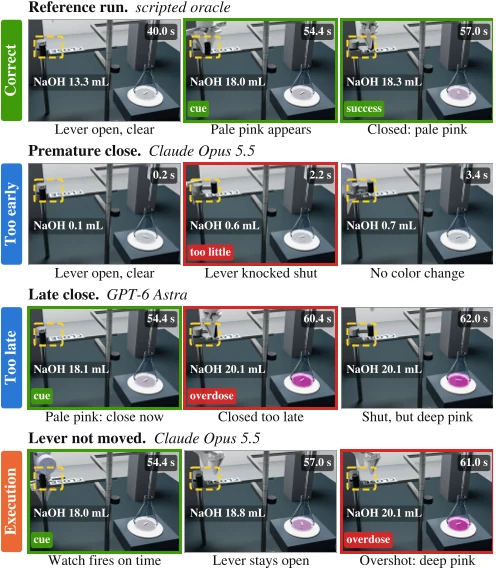 Reference run. scripted oracle
Correct
40.0 s
NaOH 13.3 mL
Lever open, clear
54.4 s
NaOH 18.0 mL
cue
Pale pink appears
57.0 s
NaOH 18.3 mL
success
Closed: pale pink
Premature close. Claude Opus 5.5
Too early
0.2 s
NaOH 0.1 mL
Lever open, clear
2.2 s
NaOH 0.6 mL
too little
Lever knocked shut
3.4 s
NaOH 0.7 mL
No color change
Late close. GPT-6 Astra
Too late
54.4 s
NaOH 18.1 mL
cue
Pale pink: close now
60.4 s
NaOH 20.1 mL
overdose
Closed too late
62.0 s
NaOH 20.1 mL
Shut, but deep pink
Lever not moved. Claude Opus 5.5
Execution
54.4 s
NaOH 18.0 mL
cue
Watch fires on time
57.0 s
NaOH 18.8 mL
Lever stays open
61.0 s
NaOH 20.1 mL
overdose
Overshot: deep pink